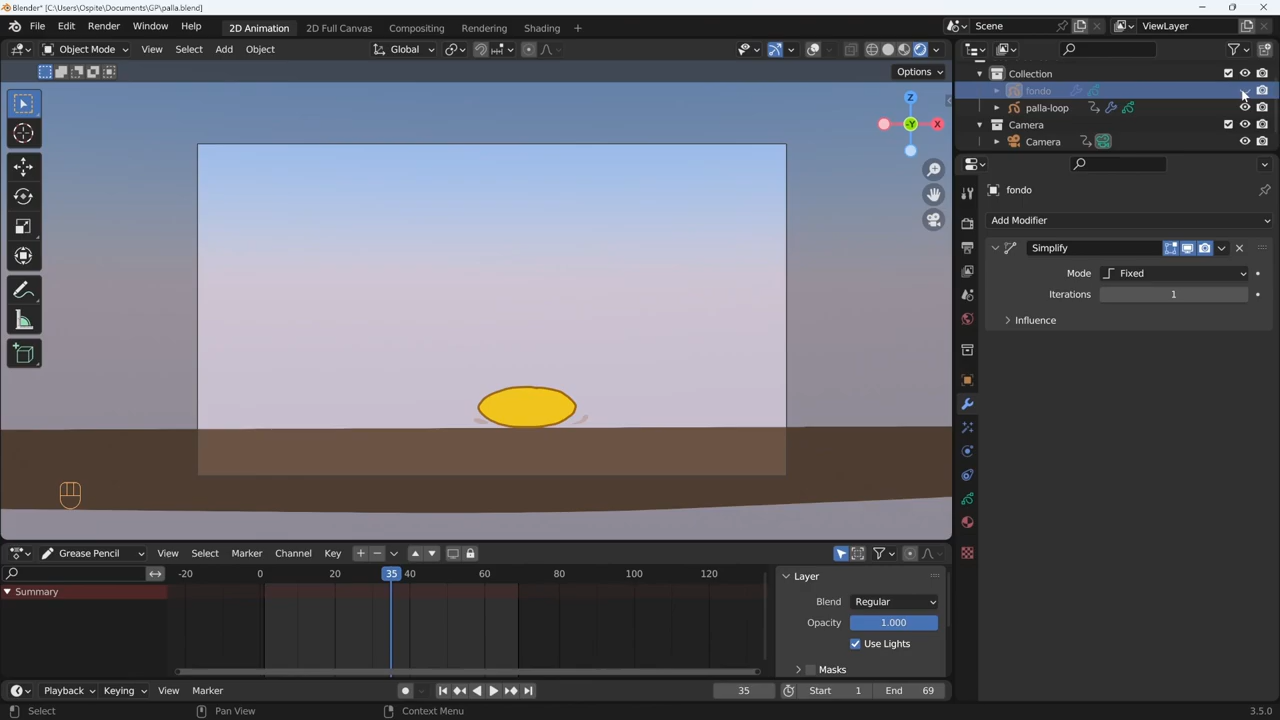 Blender* [C:\Users\Ospite\Documents\GP\palla.blend]
File Edit Render Window Help 2D Animation 2D Full Canvas Compositing Rendering Shading + Scene ViewLayer
Object Mode View Select Add Object Global
Options
Collection
fondo
palla-loop
Camera
Camera
Z
X
-Y
fondo
Add Modifier
Simplify
Mode Fixed
Iterations 1
Influence
Grease Pencil View Select Marker Channel Key
-20 0 20 35 40 60 80 100 120
Summary
Layer
Blend Regular
Opacity 1.000
Use Lights
Masks
Playback Keying View Marker 35 Start 1 End 69
Select Pan View Context Menu 3.5.0